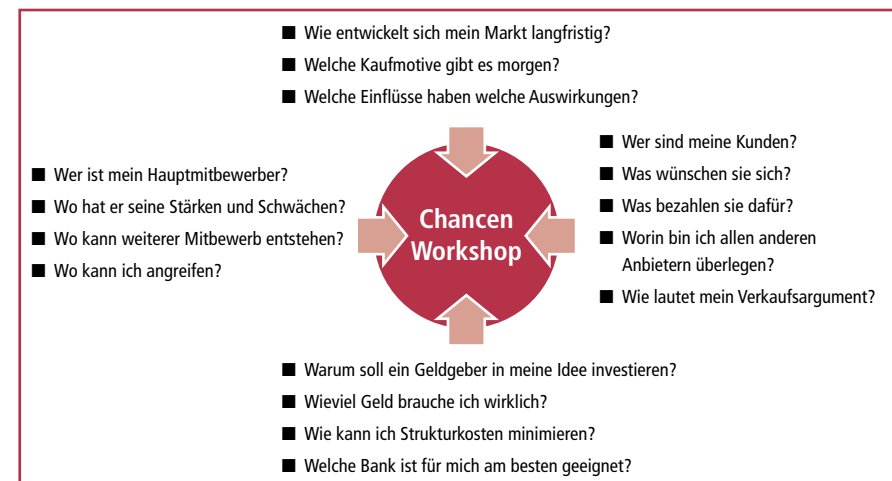 ■ Wie entwickelt sich mein Markt langfristig?
■ Welche Kaufmotive gibt es morgen?
■ Welche Einflüsse haben welche Auswirkungen?
■ Wer ist mein Hauptmitbewerber?
■ Wo hat er seine Stärken und Schwächen?
■ Wo kann weiterer Mitbewerb entstehen?
■ Wo kann ich angreifen?
Chancen
Workshop
■ Wer sind meine Kunden?
■ Was wünschen sie sich?
■ Was bezahlen sie dafür?
■ Worin bin ich allen anderen
Anbietern überlegen?
■ Wie lautet mein Verkaufsargument?
■ Warum soll ein Geldgeber in meine Idee investieren?
■ Wieviel Geld brauche ich wirklich?
■ Wie kann ich Strukturkosten minimieren?
■ Welche Bank ist für mich am besten geeignet?